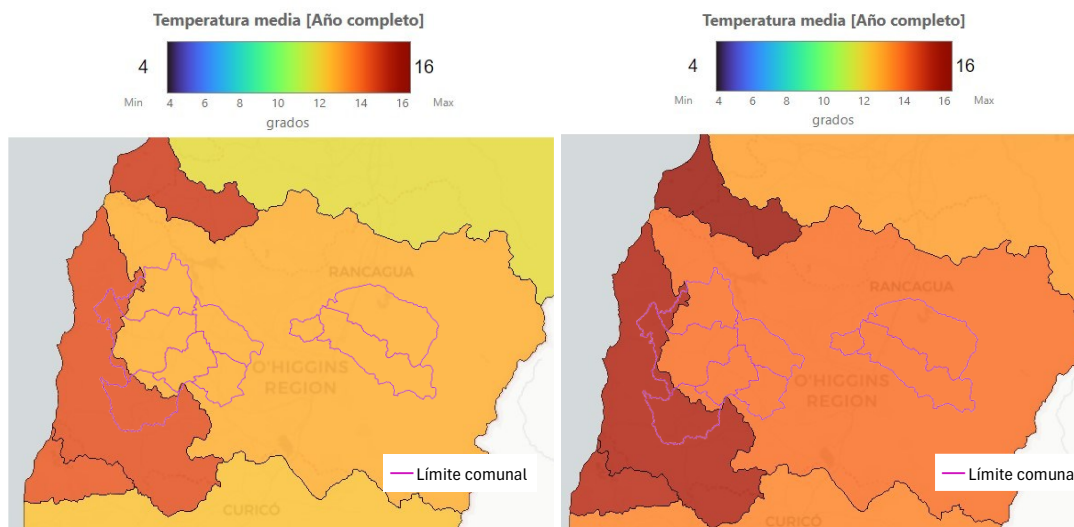 Temperatura media [Año completo]
4
16
Min
4 6 8 10 12 14 16
Max
grados
RANCAGUA
O'HIGGINS
REGION
CURICÓ
Límite comunal
Temperatura media [Año completo]
4
16
Min
4 6 8 10 12 14 16
Max
grados
RANCAGUA
O'HIGGINS
REGION
CURICÓ
Límite comuna